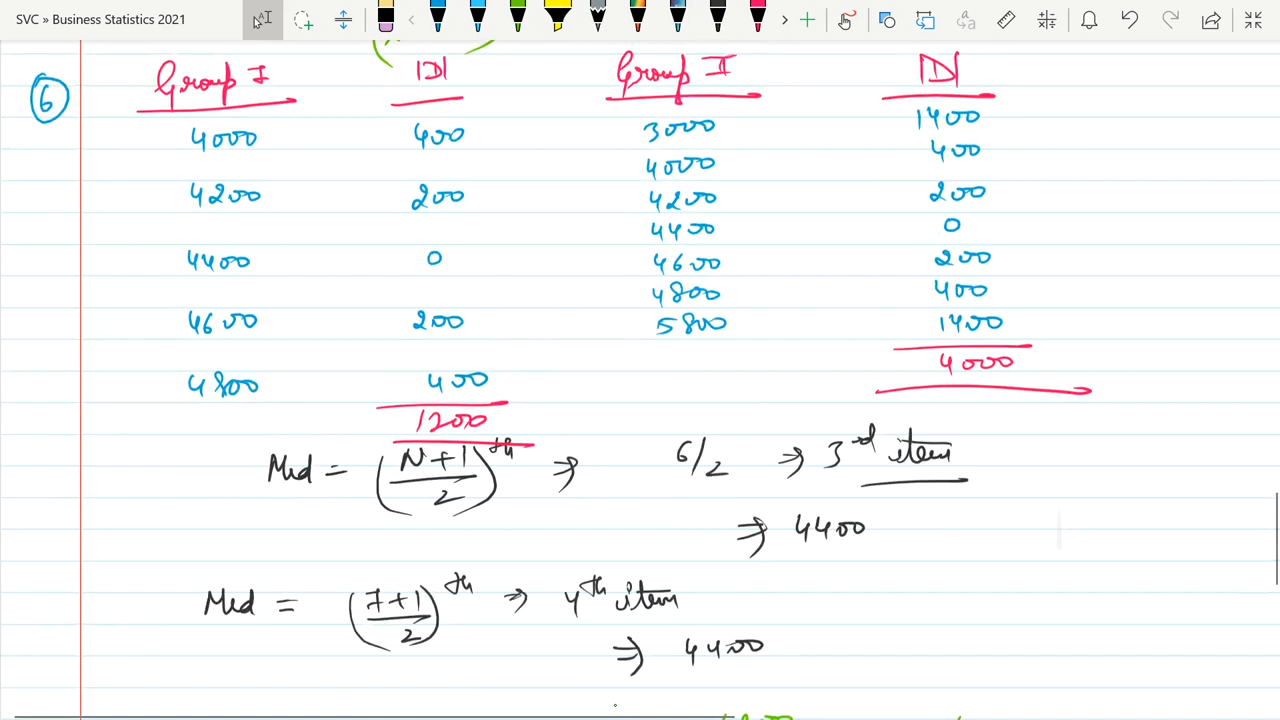 SVC » Business Statistics 2021
6
Group I |D| Group II |D|
4000 400 3000 1400
4000 400
4200 200 4200 200
4400 0
4400 0 4600 200
4800 400
4600 200 5800 1400
4000
4800 400
1200
Med = (N+1/2)th ⇒ 6/2 ⇒ 3rd item
⇒ 4400
Med = (7+1/2)th ⇒ 4th item
⇒ 4400